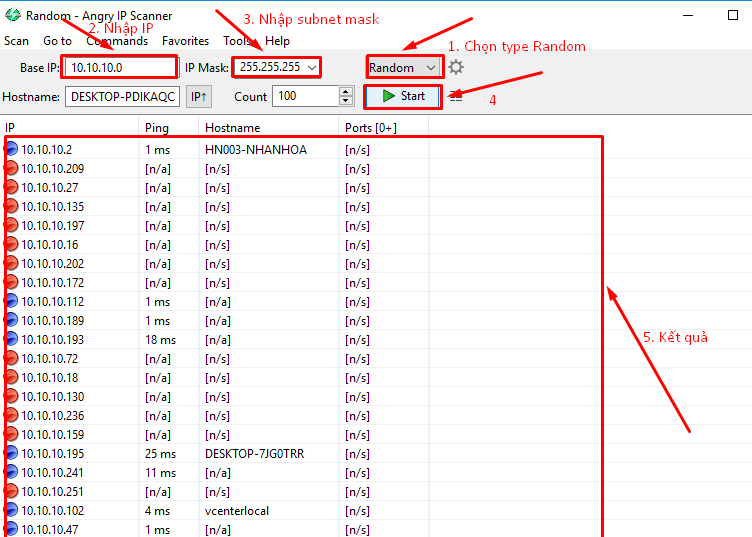 Random - Angry IP Scanner
2. Nhập IP
3. Nhập subnet mask
Scan Go to Commands Favorites Tools Help
1. Chọn type Random
Base IP: 10.10.10.0 IP Mask: 255.255.255 Random
Hostname: DESKTOP-PDIKAQC IP↑ Count 100 Start 4
IP Ping Hostname Ports [0+]
10.10.10.2 1 ms HN003-NHANHOA [n/s]
10.10.10.209 [n/a] [n/s] [n/s]
10.10.10.27 [n/a] [n/s] [n/s]
10.10.10.135 [n/a] [n/s] [n/s]
10.10.10.197 [n/a] [n/s] [n/s]
10.10.10.16 [n/a] [n/s] [n/s]
10.10.10.202 [n/a] [n/s] [n/s]
10.10.10.172 [n/a] [n/s] [n/s]
10.10.10.112 1 ms [n/a] [n/s]
10.10.10.189 1 ms [n/a] [n/s]
10.10.10.193 18 ms [n/a] [n/s]
5. Kết quả
10.10.10.72 [n/a] [n/s] [n/s]
10.10.10.18 [n/a] [n/s] [n/s]
10.10.10.130 [n/a] [n/s] [n/s]
10.10.10.236 [n/a] [n/s] [n/s]
10.10.10.159 [n/a] [n/s] [n/s]
10.10.10.195 25 ms DESKTOP-7JG0TRR [n/s]
10.10.10.241 11 ms [n/a] [n/s]
10.10.10.251 [n/a] [n/s] [n/s]
10.10.10.102 4 ms vcenterlocal [n/s]
10.10.10.47 1 ms [n/a] [n/s]